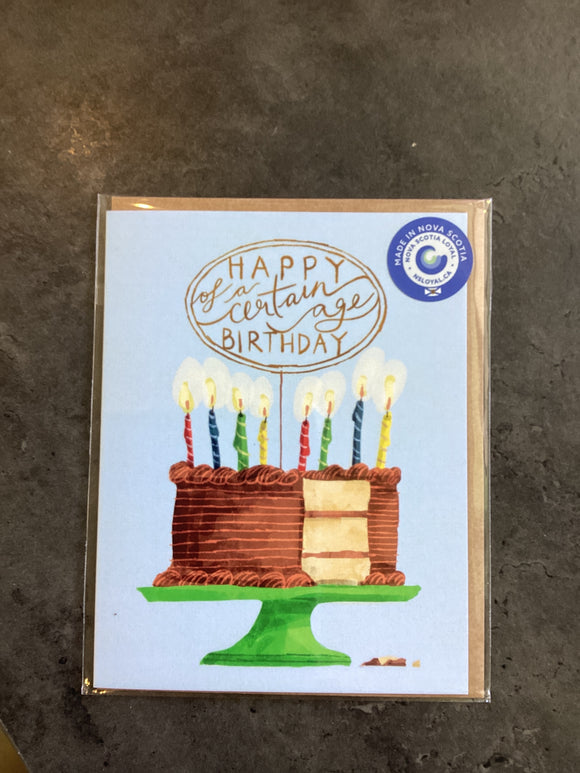 HAPPY
of a certain age
BIRTHDAY
MADE IN NOVA SCOTIA
NOVA SCOTIA LOYAL
NSLOYAL.CA